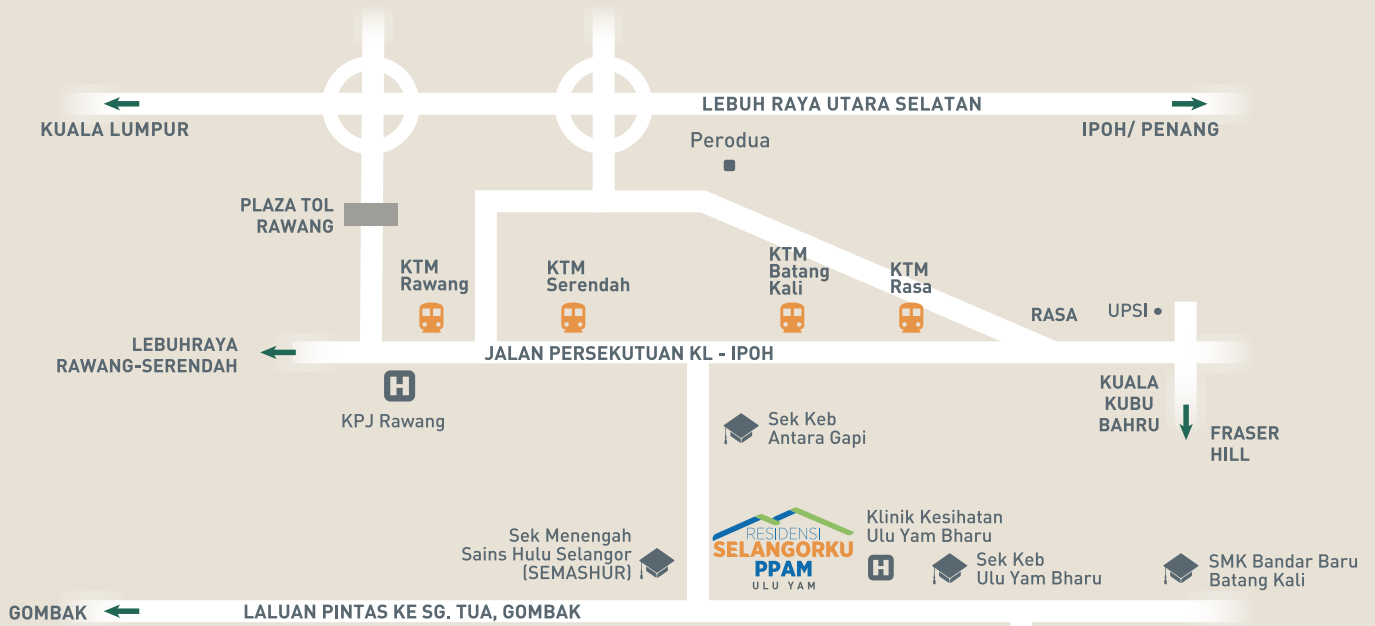 LEBUH RAYA UTARA SELATAN
KUALA LUMPUR
IPOH/ PENANG
Perodua
PLAZA TOL
RAWANG
KTM
Rawang
KTM
Serendah
KTM
Batang
Kali
KTM
Rasa
RASA
UPSI
LEBUHRAYA
RAWANG-SERENDAH
JALAN PERSEKUTUAN KL - IPOH
H
KPJ Rawang
KUALA
KUBU
BAHRU
FRASER
HILL
Sek Keb
Antara Gapi
Sek Menengah
Sains Hulu Selangor
(SEMASHUR)
RESIDENSI
SELANGORKU
PPAM
ULU YAM
Klinik Kesihatan
Ulu Yam Bharu
H
Sek Keb
Ulu Yam Bharu
SMK Bandar Baru
Batang Kali
GOMBAK
LALUAN PINTAS KE SG. TUA, GOMBAK